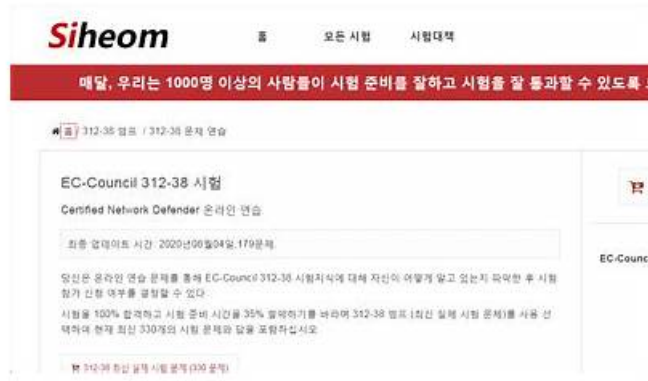 Siheom
홈 모든 시험 시험대책
매달, 우리는 1000명 이상의 사람들이 시험 준비를 잘하고 시험을 잘 통과할 수 있도록
홈 / 312-38 덤프 / 312-38 문제 연습
EC-Council 312-38 시험
Certified Network Defender 온라인 연습
최종 업데이트 시간: 2020년06월04일,179문제.
EC-Counc
당신은 온라인 연습 문제를 통해 EC-Council 312-38 시험지식에 대해 자신이 어떻게 알고 있는지 파악한 후 시험
참가 신청 여부를 결정할 수 있다.
시험을 100% 합격하고 시험 준비 시간을 35% 절약하기를 바라며 312-38 덤프 (최신 실제 시험 문제)를 사용 선
택하여 현재 최신 330개의 시험 문제와 답을 포함하십시오.
312-38 최신 실제 시험 문제 (330 문제)